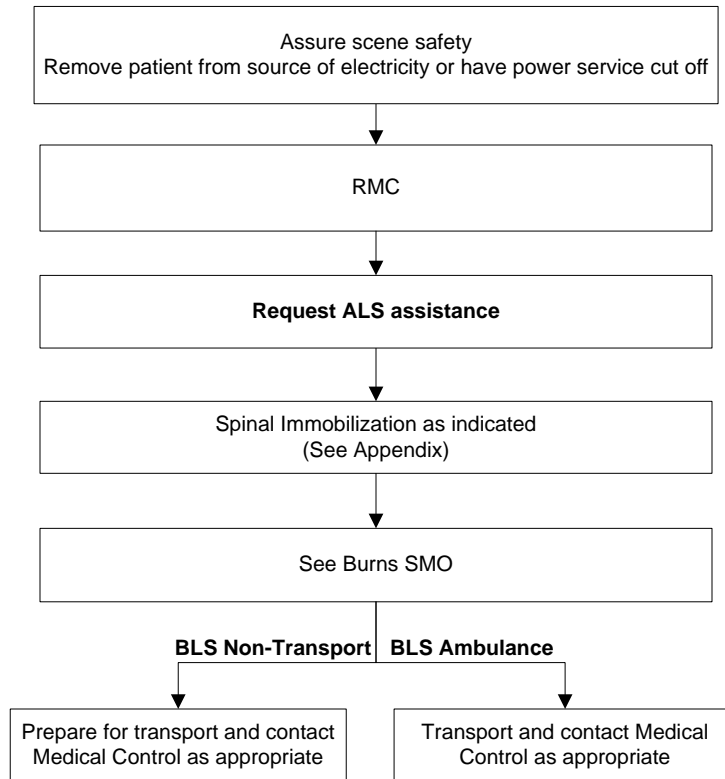 Assure scene safety
Remove patient from source of electricity or have power service cut off
RMC
Request ALS assistance
Spinal Immobilization as indicated
(See Appendix)
See Burns SMO
BLS Non-Transport
BLS Ambulance
Prepare for transport and contact
Medical Control as appropriate
Transport and contact Medical
Control as appropriate